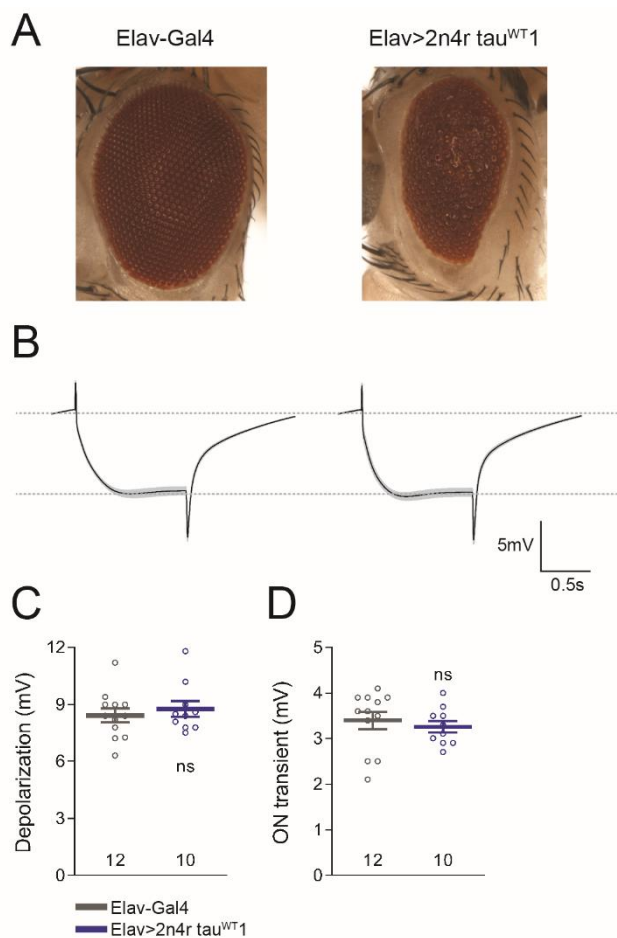 A
Elav-Gal4
Elav>2n4r tauᵂᵀ1
B
5mV
0.5s
C
Depolarization (mV)
12
9
6
3
0
ns
12
10
D
ON transient (mV)
5
4
3
2
1
0
ns
12
10
Elav-Gal4
Elav>2n4r tauᵂᵀ1